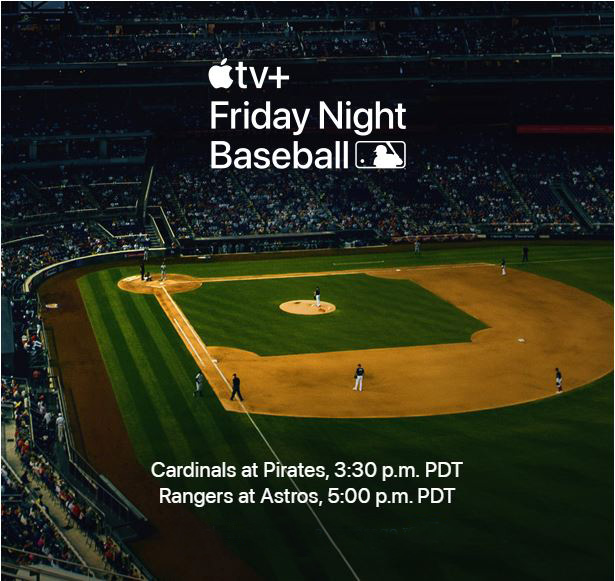 tv+
Friday Night
Baseball
Cardinals at Pirates, 3:30 p.m. PDT
Rangers at Astros, 5:00 p.m. PDT